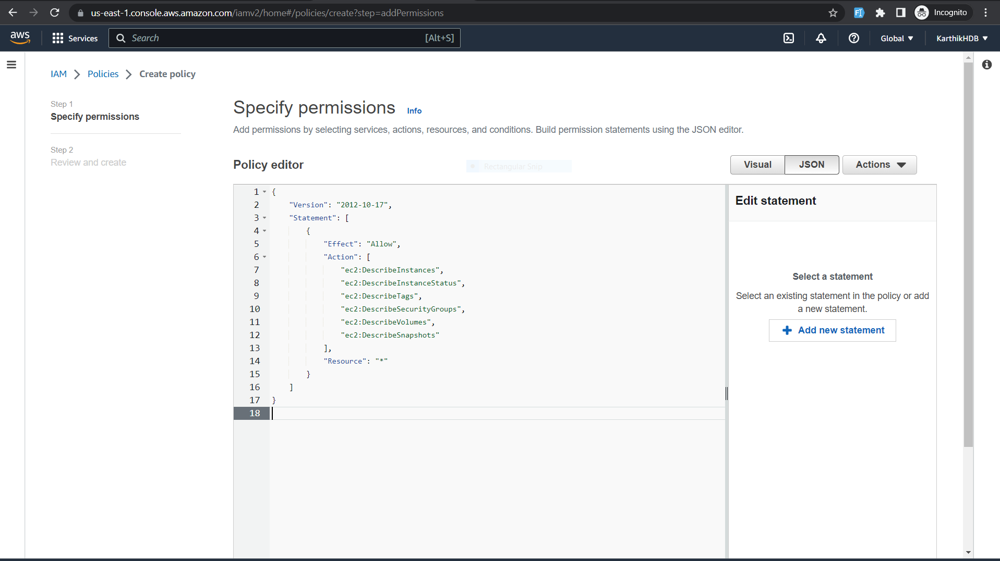 us-east-1.console.aws.amazon.com/iamv2/home#/policies/create?step=addPermissions
Incognito
aws
Services
Search
[Alt+S]
Global
KarthikHDB
IAM
Policies
Create policy
Step 1
Specify permissions
Step 2
Review and create
Specify permissions
Info
Add permissions by selecting services, actions, resources, and conditions. Build permission statements using the JSON editor.
Policy editor
Rectangular Snip
Visual
JSON
Actions
1 {
2 "Version": "2012-10-17",
3 "Statement": [
4 {
5 "Effect": "Allow",
6 "Action": [
7 "ec2:DescribeInstances",
8 "ec2:DescribeInstanceStatus",
9 "ec2:DescribeTags",
10 "ec2:DescribeSecurityGroups",
11 "ec2:DescribeVolumes",
12 "ec2:DescribeSnapshots"
13 ],
14 "Resource": "*"
15 }
16 ]
17 }
18
Edit statement
Select a statement
Select an existing statement in the policy or add
a new statement.
Add new statement